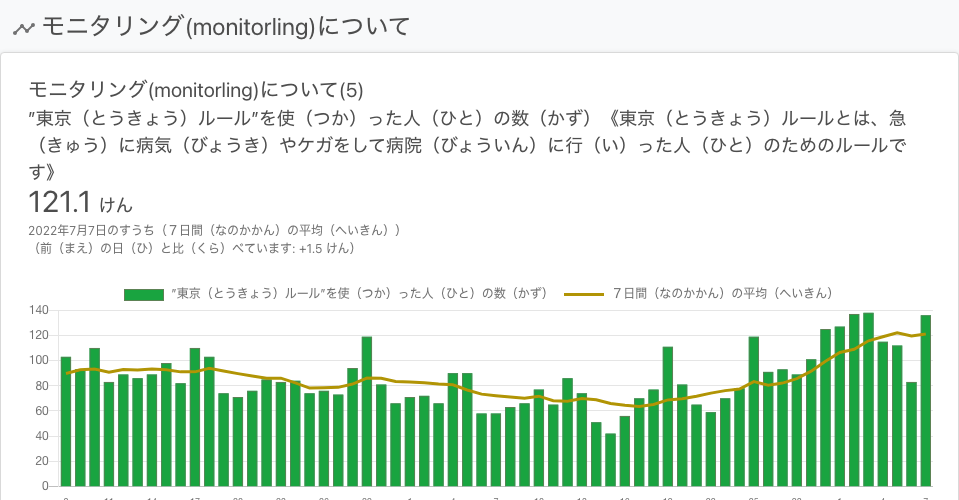 モニタリング(monitorling)について
モニタリング(monitorling)について(5)
"東京（とうきょう）ルール"を使（つか）った人（ひと）の数（かず）《東京（とうきょう）ルールとは、急
（きゅう）に病気（びょうき）やケガをして病院（びょういん）に行（い）った人（ひと）のためのルールで
す》
121.1 けん
2022年7月7日のすうち（７日間（なのかかん）の平均（へいきん））
（前（まえ）の日（ひ）と比（くら）べています: +1.5 けん）
"東京（とうきょう）ルール"を使（つか）った人（ひと）の数（かず） ７日間（なのかかん）の平均（へいきん）
140
120
100
80
60
40
20
0